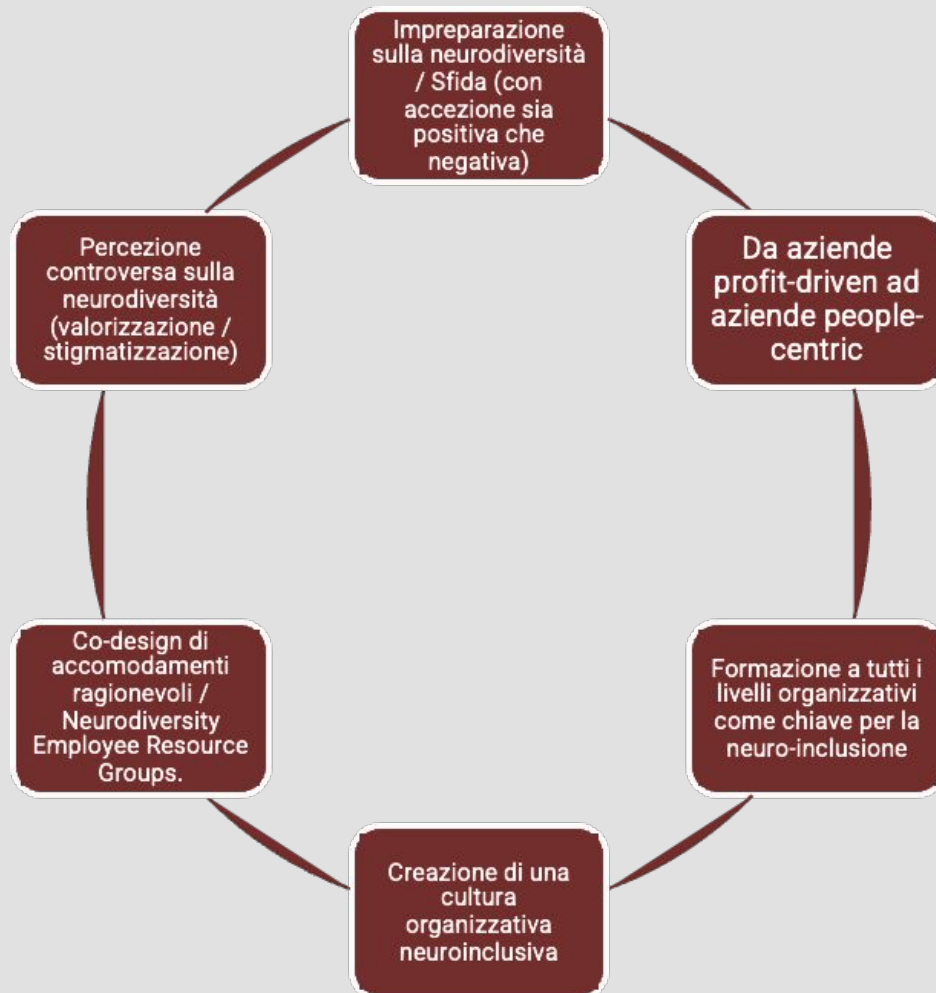 Impreparazione
sulla neurodiversità
/ Sfida (con
accezione sia
positiva che
negativa)
Da aziende
profit-driven ad
aziende people-
centric
Formazione a tutti i
livelli organizzativi
come chiave per la
neuro-inclusione
Creazione di una
cultura
organizzativa
neuroinclusiva
Co-design di
accomodamenti
ragionevoli /
Neurodiversity
Employee Resource
Groups.
Percezione
controversa sulla
neurodiversità
(valorizzazione /
stigmatizzazione)